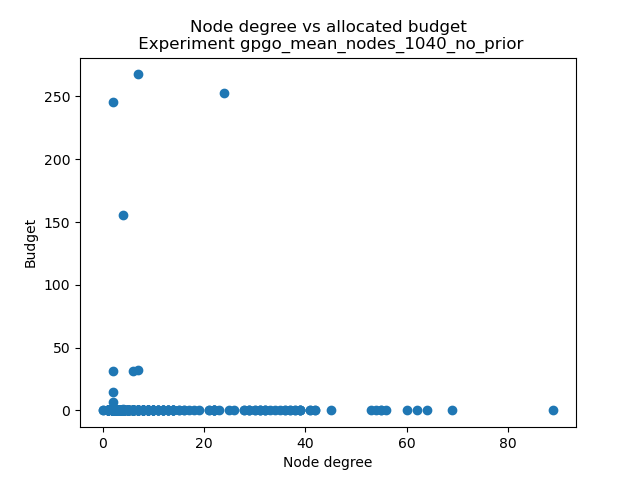 Node degree vs allocated budget
Experiment gpgo_mean_nodes_1040_no_prior
250
200
150
100
50
0
Budget
0 20 40 60 80
Node degree